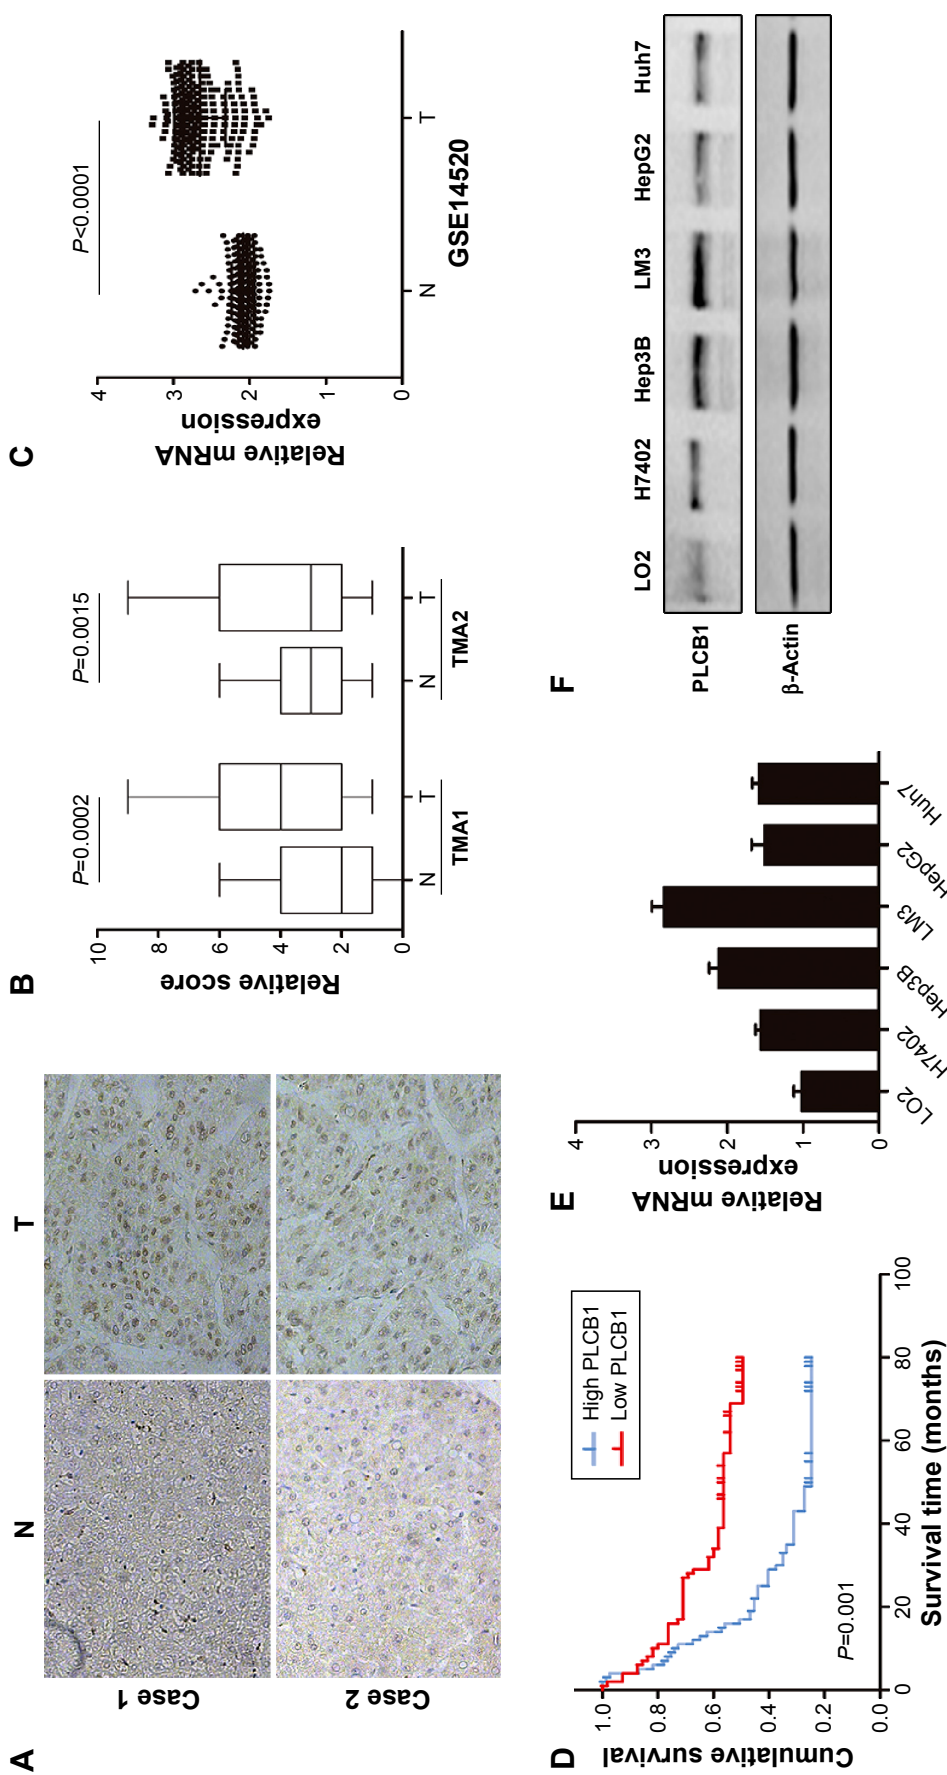 A
N
T
Case 1
Case 2
B
Relative score
10
8
6
4
2
0
P=0.0002
P=0.0015
N
T
N
T
TMA1
TMA2
C
Relative mRNA
expression
4
3
2
1
0
P<0.0001
N
T
GSE14520
D
Cumulative survival
1.0
0.8
0.6
0.4
0.2
0.0
High PLCB1
Low PLCB1
P=0.001
0
20
40
60
80
100
Survival time (months)
E
Relative mRNA
expression
4
3
2
1
0
LO2
H7402
Hep3B
LM3
HepG2
Huh7
F
LO2
H7402
Hep3B
LM3
HepG2
Huh7
PLCB1
β-Actin